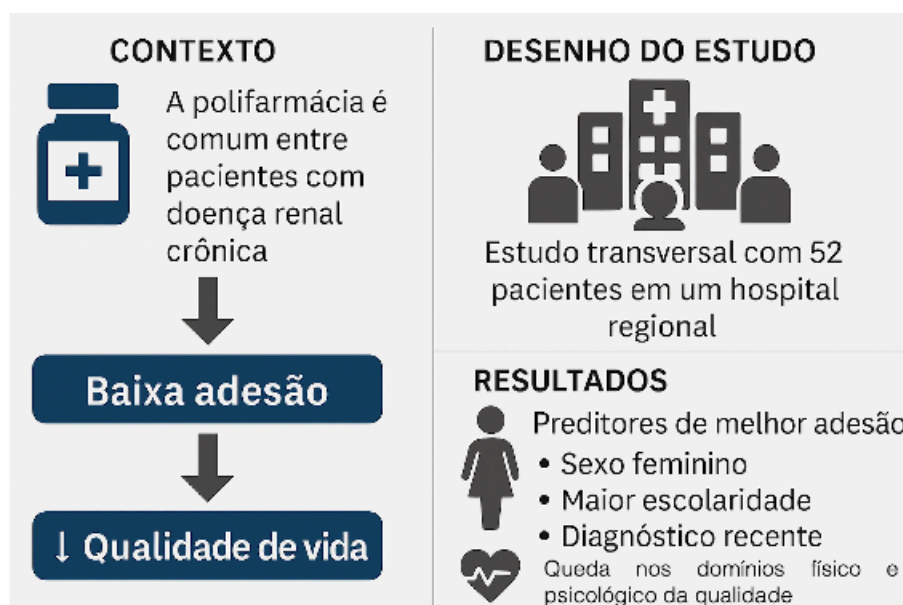 CONTEXTO
A polifarmácia é
comum entre
pacientes com
doença renal
crônica
Baixa adesão
↓ Qualidade de vida
DESENHO DO ESTUDO
Estudo transversal com 52
pacientes em um hospital
regional
RESULTADOS
Preditores de melhor adesão
• Sexo feminino
• Maior escolaridade
• Diagnóstico recente
Queda nos domínios físico e
psicológico da qualidade